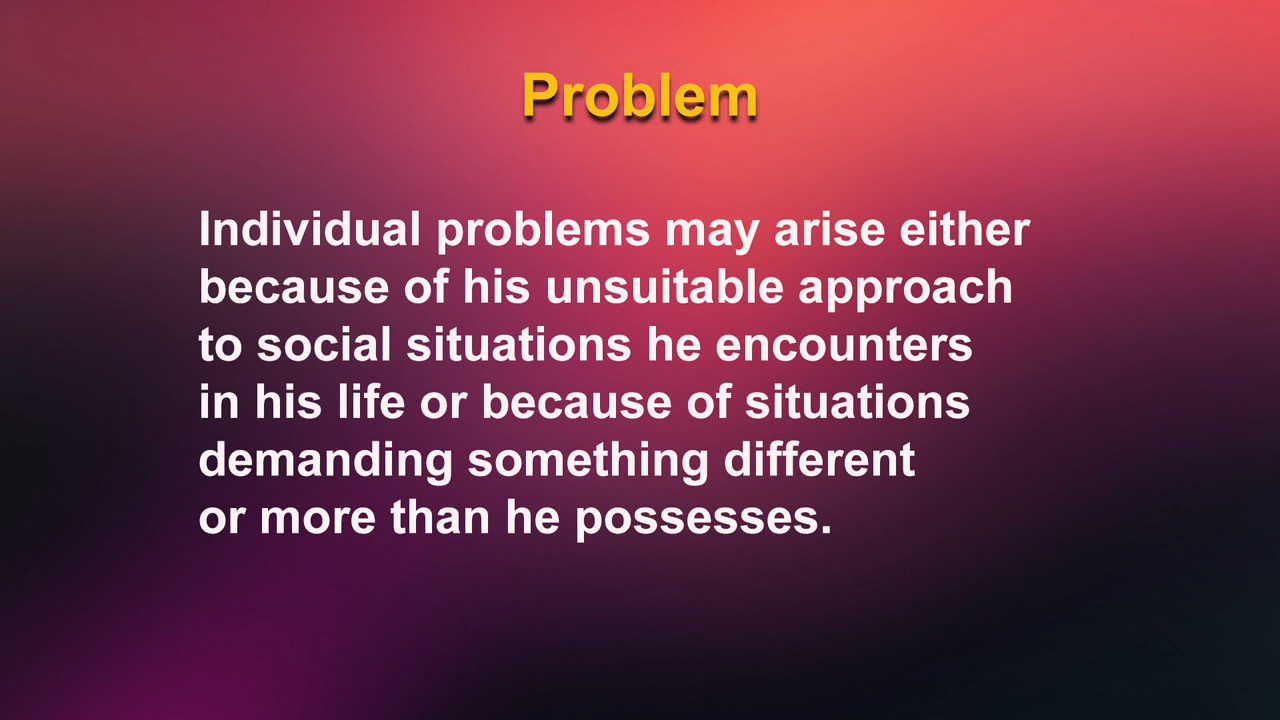 Problem
Individual problems may arise either
because of his unsuitable approach
to social situations he encounters
in his life or because of situations
demanding something different
or more than he possesses.